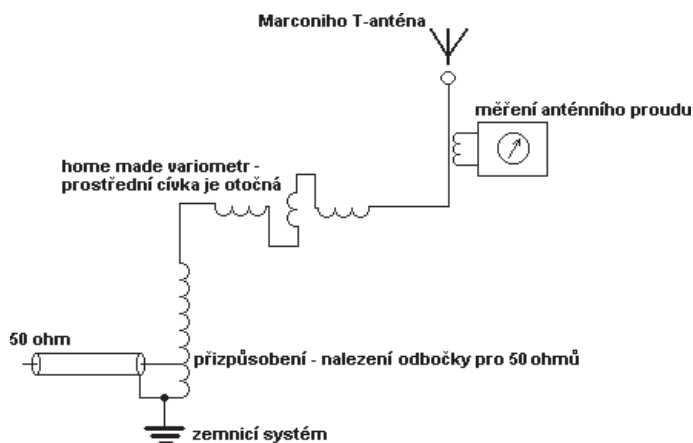 Marconiho T-anténa
měření anténního proudu
home made variometr -
prostřední cívka je otočná
50 ohm
přizpůsobení - nalezení odbočky pro 50 ohmů
zemnicí systém